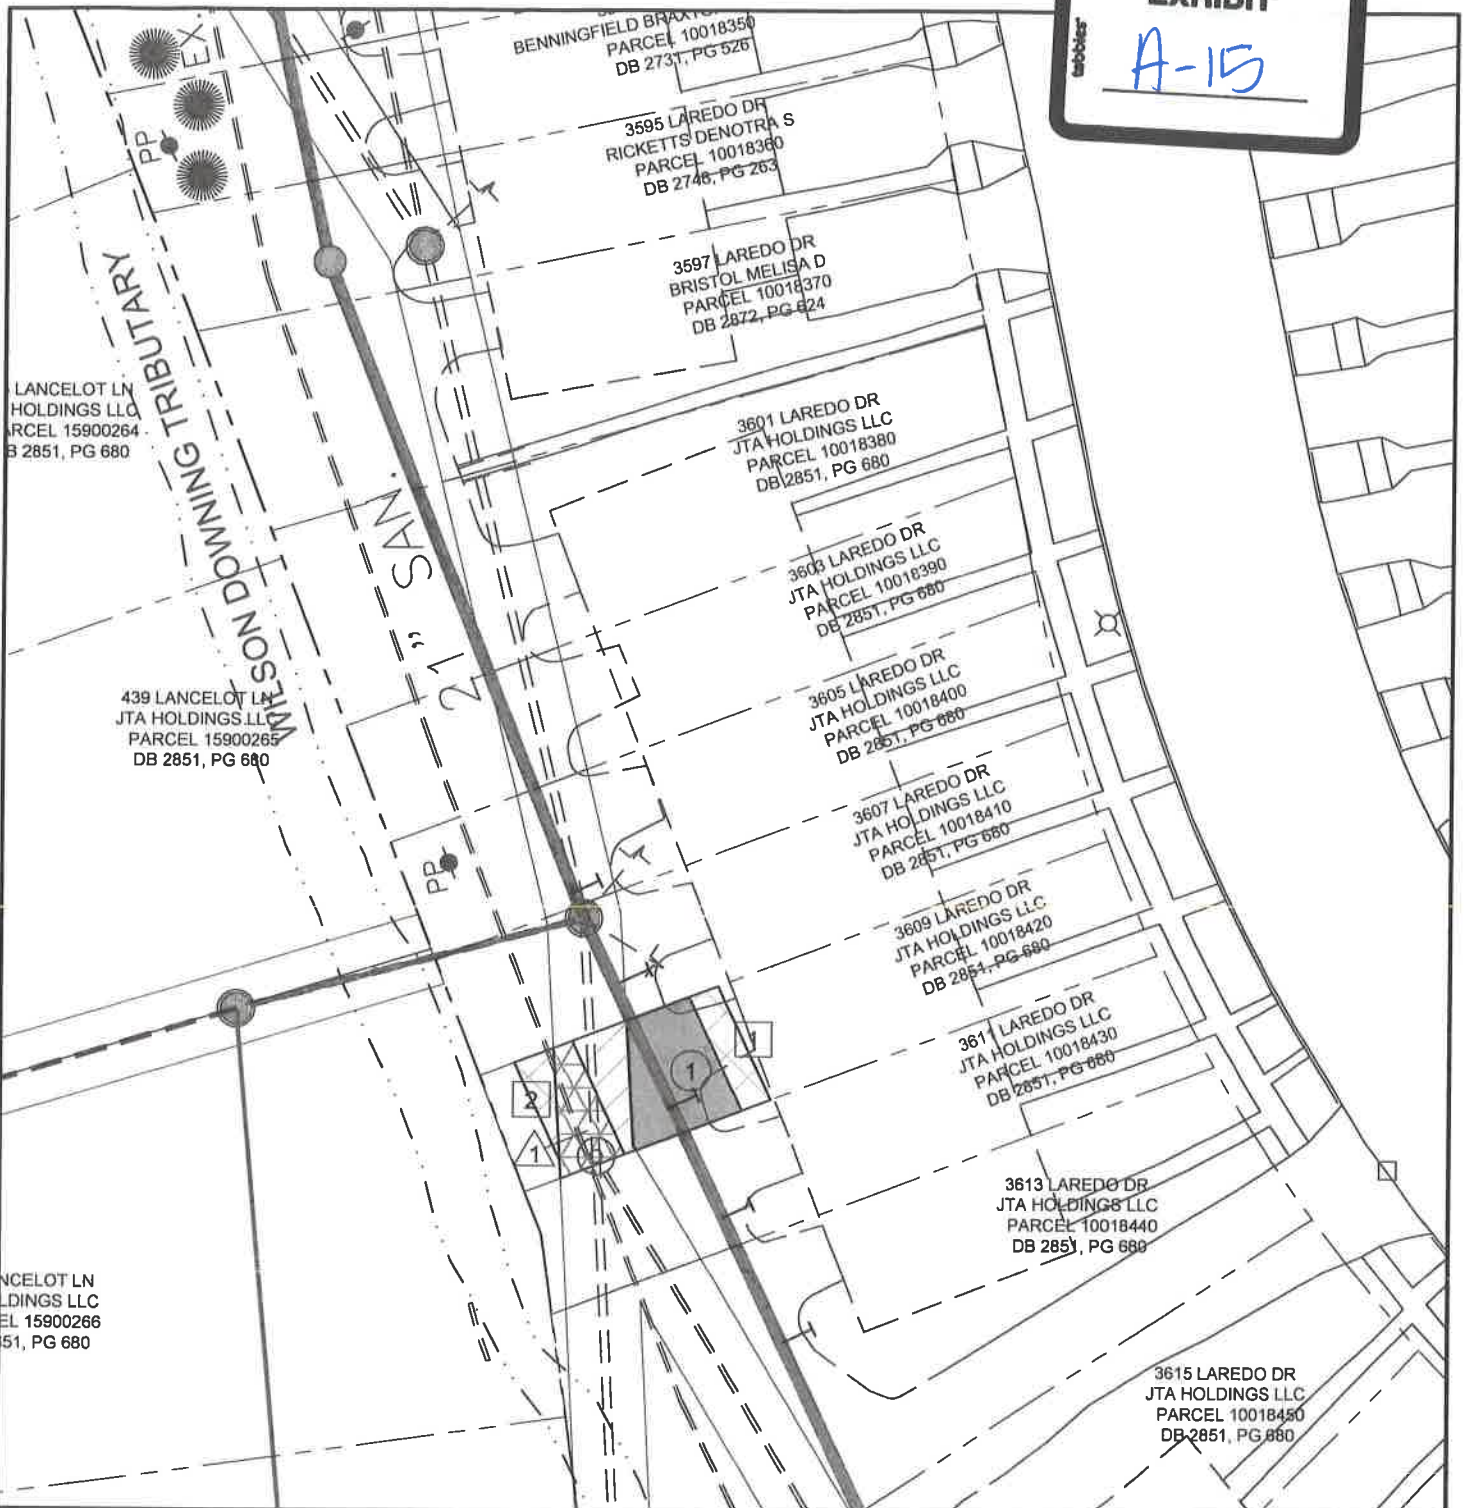 EXHIBIT
tabbies®
A-15
BENNINGFIELD
PARCEL 10018350
DB 2731, PG 526
3595 LAREDO DR
RICKETTS DENOTRA S
PARCEL 10018360
DB 2748, PG 263
3597 LAREDO DR
BRISTOL MELISA D
PARCEL 10018370
DB 2872, PG 624
3601 LAREDO DR
JTA HOLDINGS LLC
PARCEL 10018380
DB 2851, PG 680
3603 LAREDO DR
JTA HOLDINGS LLC
PARCEL 10018390
DB 2851, PG 680
3605 LAREDO DR
JTA HOLDINGS LLC
PARCEL 10018400
DB 2851, PG 680
3607 LAREDO DR
JTA HOLDINGS LLC
PARCEL 10018410
DB 2851, PG 680
3609 LAREDO DR
JTA HOLDINGS LLC
PARCEL 10018420
DB 2851, PG 680
3611 LAREDO DR
JTA HOLDINGS LLC
PARCEL 10018430
DB 2851, PG 680
3613 LAREDO DR
JTA HOLDINGS LLC
PARCEL 10018440
DB 2851, PG 680
3615 LAREDO DR
JTA HOLDINGS LLC
PARCEL 10018450
DB 2851, PG 680
EX.
PP
WILSON DOWNING TRIBUTARY
LANCELOT LN
HOLDINGS LLC
ARCEL 15900264
B 2851, PG 680
21" SAN.
439 LANCELOT LN
JTA HOLDINGS LLC
PARCEL 15900265
DB 2851, PG 680
PP
1
1
2
1
NCELOT LN
LDINGS LLC
EL 15900266
51, PG 680